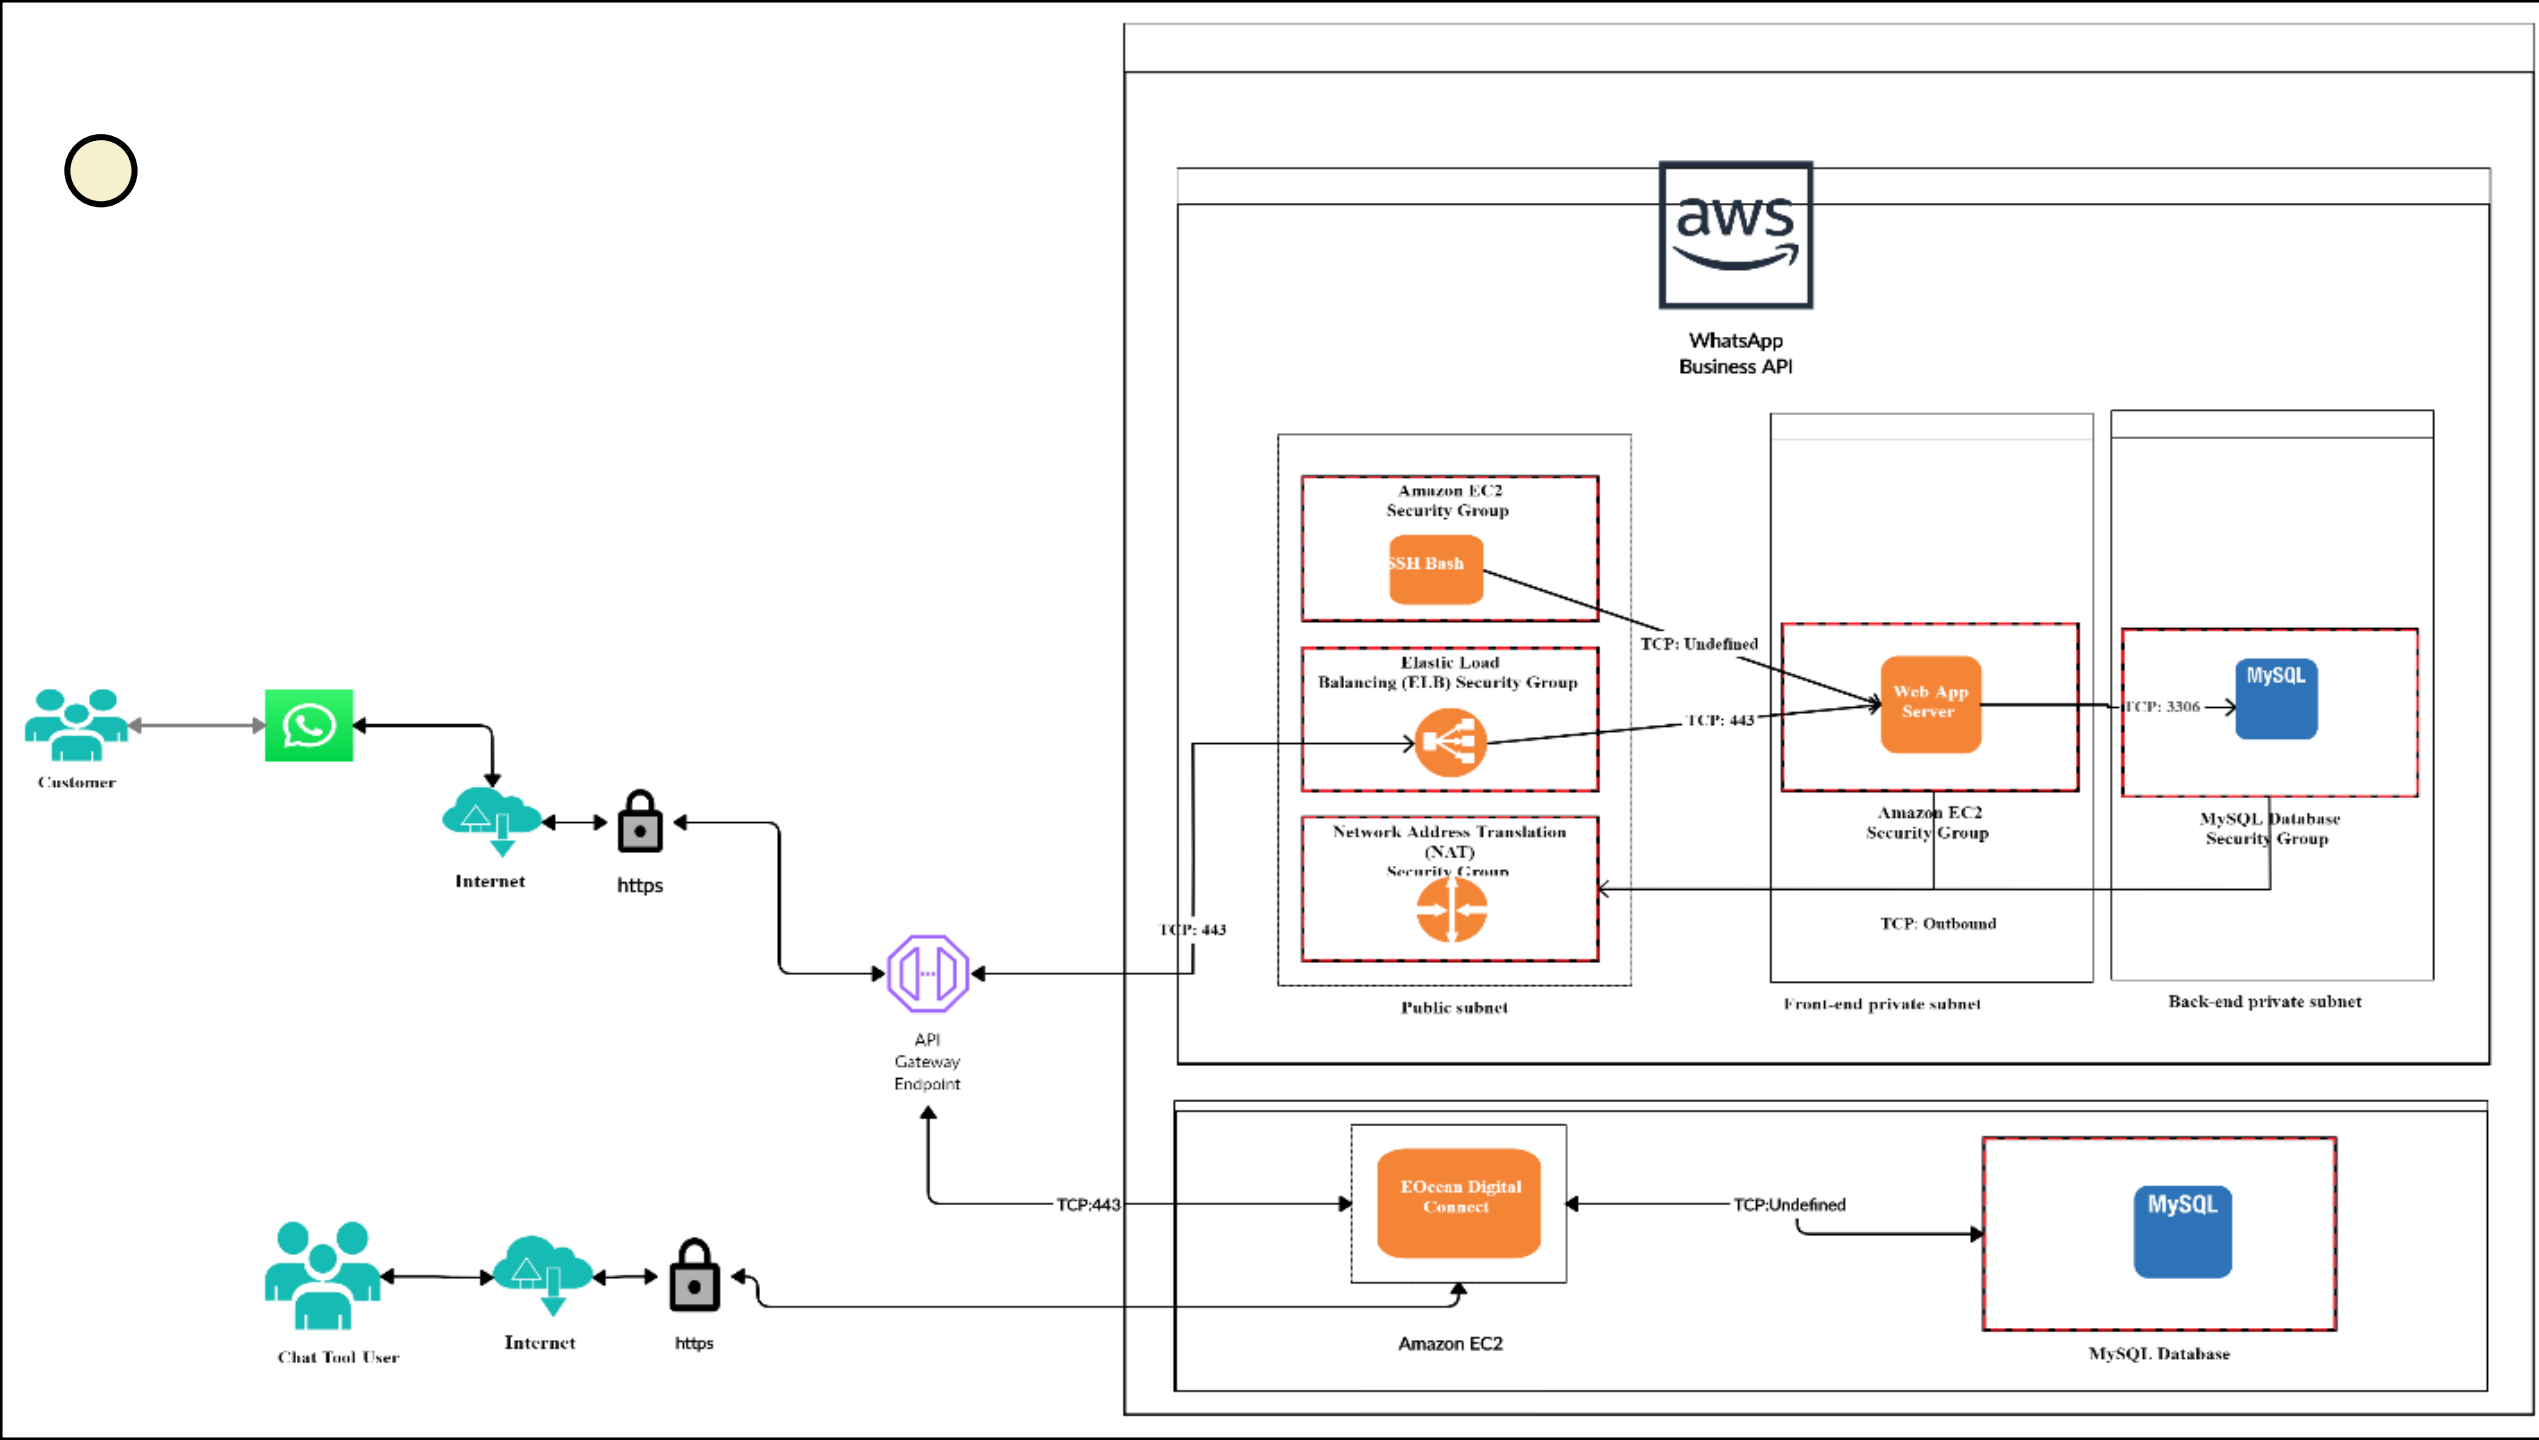 aws
WhatsApp
Business API
Amazon EC2
Security Group
SSH Bash
TCP: Undefined
Elastic Load
Balancing (ELB) Security Group
TCP: 443
Web App
Server
TCP: 3306
MySQL
Customer
Internet
https
Network Address Translation
(NAT)
Security Group
Amazon EC2
Security Group
MySQL Database
Security Group
TCP: Outbound
TCP: 443
Public subnet
Front-end private subnet
Back-end private subnet
API
Gateway
Endpoint
TCP:443
EOcean Digital
Connect
TCP:Undefined
MySQL
Chat Tool User
Internet
https
Amazon EC2
MySQL Database